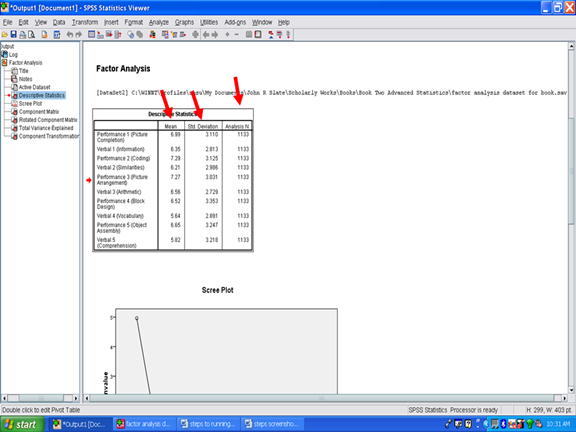 *Output1 [Document1] - SPSS Statistics Viewer
File Edit View Data Transform Insert Format Analyze Graphs Utilities Add-ons Window Help
Output
Log
Factor Analysis
Title
Notes
Active Dataset
Descriptive Statistics
Scree Plot
Component Matrix
Rotated Component Matrix
Total Variance Explained
Component Transformation
Factor Analysis
[DataSet2] C:\WINNT\Profiles\ \My Documents\John R Slate\Scholarly Works\Books\Book Two Advanced Statistics\factor analysis dataset for book.sav
Descriptive Statistics
Mean Std. Deviation Analysis N
Performance 1 (Picture Completion) 6.99 3.110 1133
Verbal 1 (Information) 6.35 2.813 1133
Performance 2 (Coding) 7.29 3.125 1133
Verbal 2 (Similarities) 6.21 2.986 1133
Performance 3 (Picture Arrangement) 7.27 3.831 1133
Verbal 3 (Arithmetic) 6.56 2.729 1133
Performance 4 (Block Design) 6.52 3.353 1133
Verbal 4 (Vocabulary) 5.64 2.891 1133
Performance 5 (Object Assembly) 6.65 3.247 1133
Verbal 5 (Comprehension) 5.82 3.218 1133
Scree Plot
5
4
3
Double click to edit Pivot Table
SPSS Statistics Processor is ready
H: 299, W: 403 pt.
start
*Output1 [Doc...
factor analysis d...
steps to running...
steps screensho...
10:31 AM